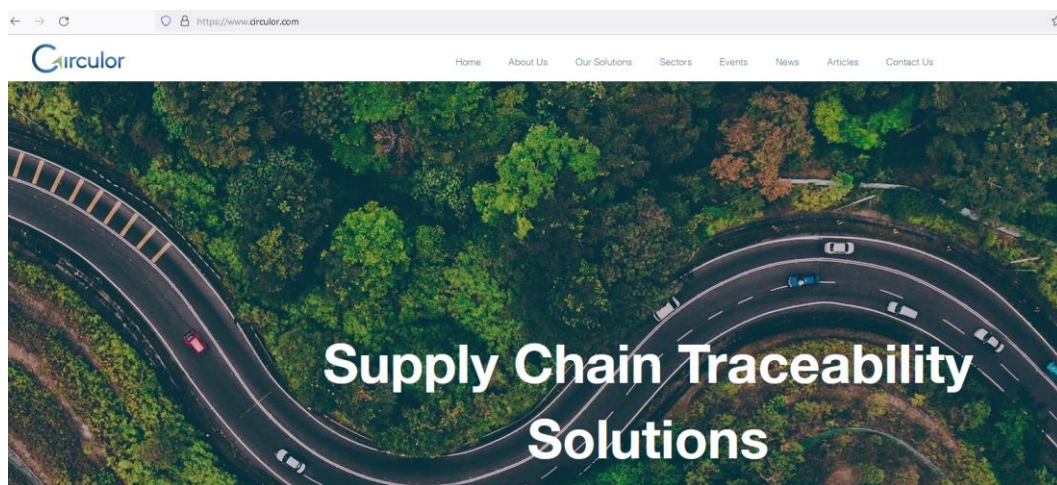 https://www.circulor.com
Circulor
Home About Us Our Solutions Sectors Events News Articles Contact Us
Supply Chain Traceability
Solutions